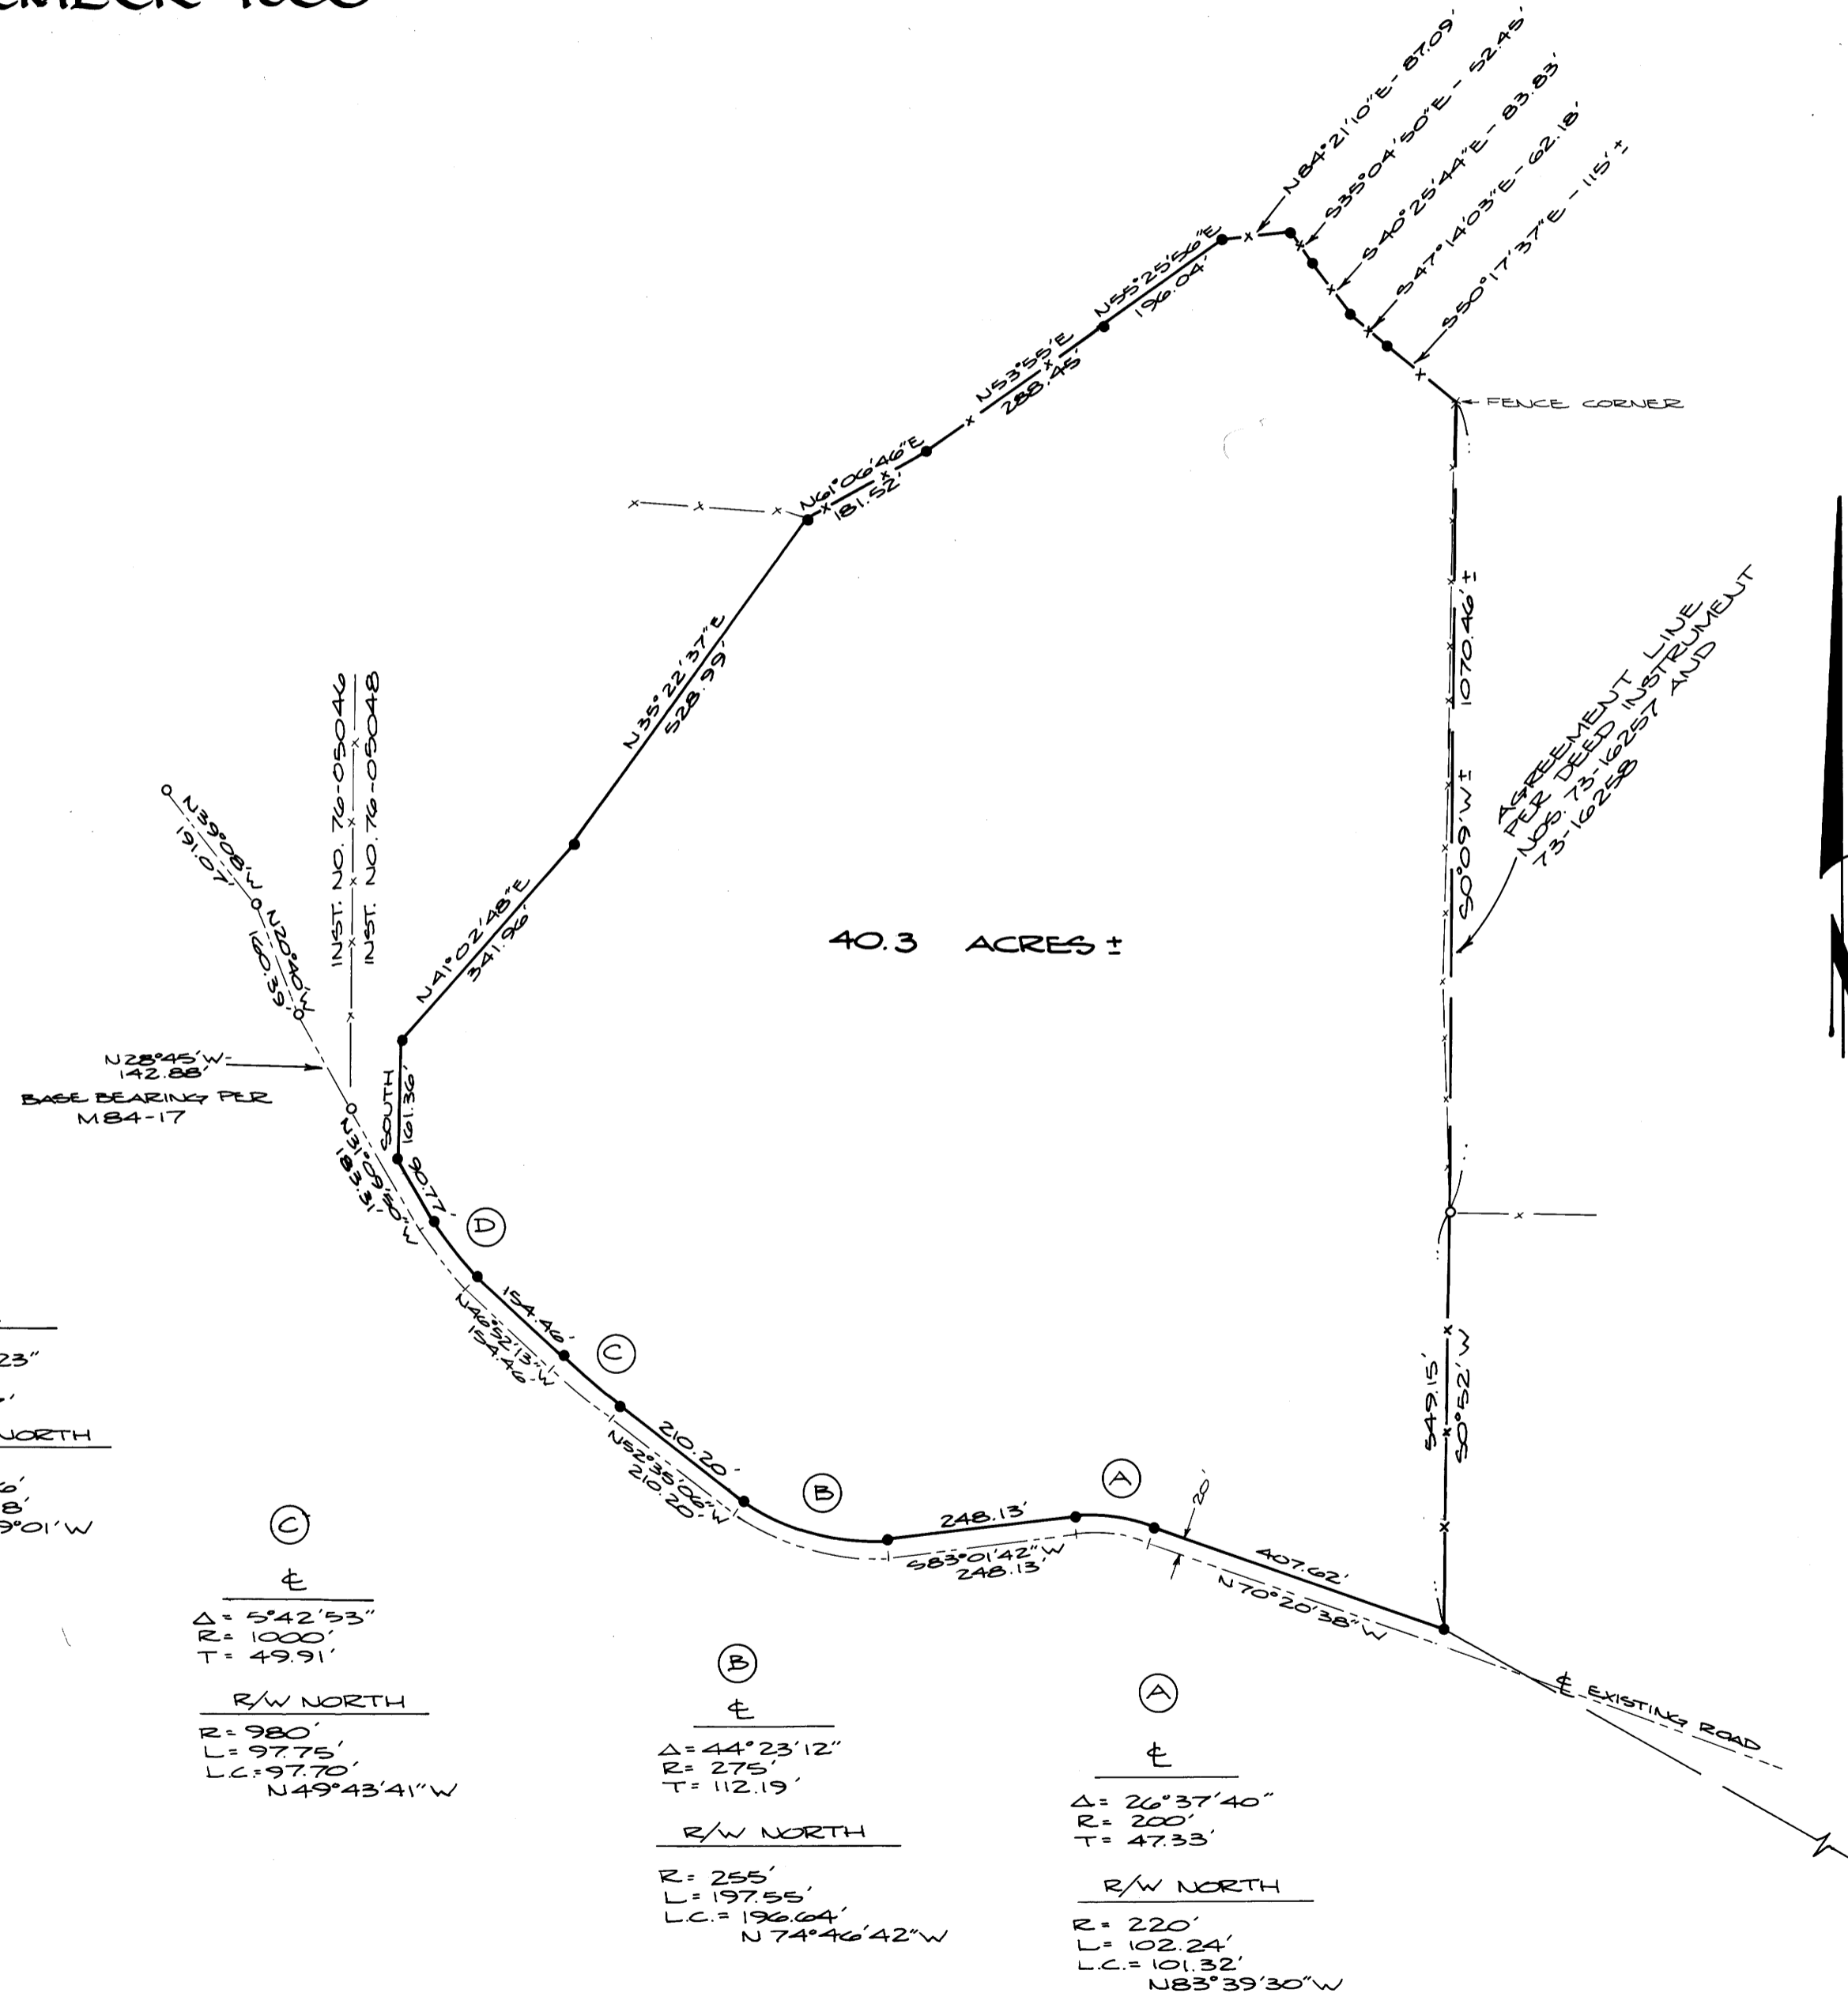 N84°21'10"E - 87.09'
S35°04'50"E - 52.45'
S40°25'44"E - 83.83'
S47°14'03"E - 62.18'
S50°17'37"E - 115'±
FENCE CORNER
N55°25'56"E
196.04'
N53°55'E
288.45'
N61°06'46"E
181.52'
N35°22'37"E
528.99'
N41°02'48"E
341.96'
1070.46'±
S0°09'W±
AGREEMENT LINE
PER DEED INSTRUMENT
NOS. 73-16257 AND
73-16258
INST. NO. 76-05046
INST. NO. 76-05048
N39°08'W
191.07'
N20°40'W
160.39'
40.3 ACRES ±
N28°45'W-
142.88'
BASE BEARING PER
M84-17
SOUTH
161.36'
N31°09'50"W
183.31'
90.77'
D
154.46'
N46°52'13"W
154.46'
C
210.20'
N52°35'06"W
210.20'
B
248.13'
S83°01'42"W
248.13'
A
20'
407.62'
N70°20'38"W
549.15'
S0°52'W
℄ EXISTING ROAD
23"
NORTH
8'
9°01'W
C
℄
Δ= 5°42'53"
R= 1000'
T= 49.91'
R/W NORTH
R= 980'
L= 97.75'
L.C.= 97.70'
N49°43'41"W
B
℄
Δ= 44°23'12"
R= 275'
T= 112.19'
R/W NORTH
R= 255'
L= 197.55'
L.C.= 196.64'
N74°46'42"W
A
℄
Δ= 26°37'40"
R= 200'
T= 47.33'
R/W NORTH
R= 220'
L= 102.24'
L.C.= 101.32'
N83°39'30"W
N